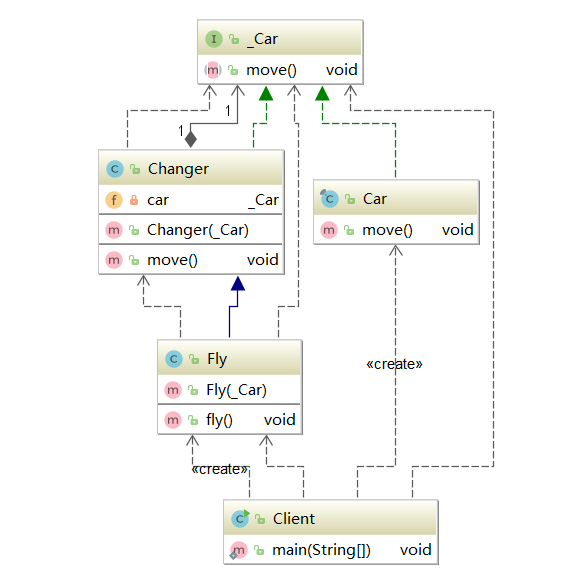 I _Car
m move() void
1
1
C Changer
f car _Car
m Changer(_Car)
m move() void
C Car
m move() void
C Fly
m Fly(_Car)
m fly() void
«create»
«create»
C Client
m main(String[]) void